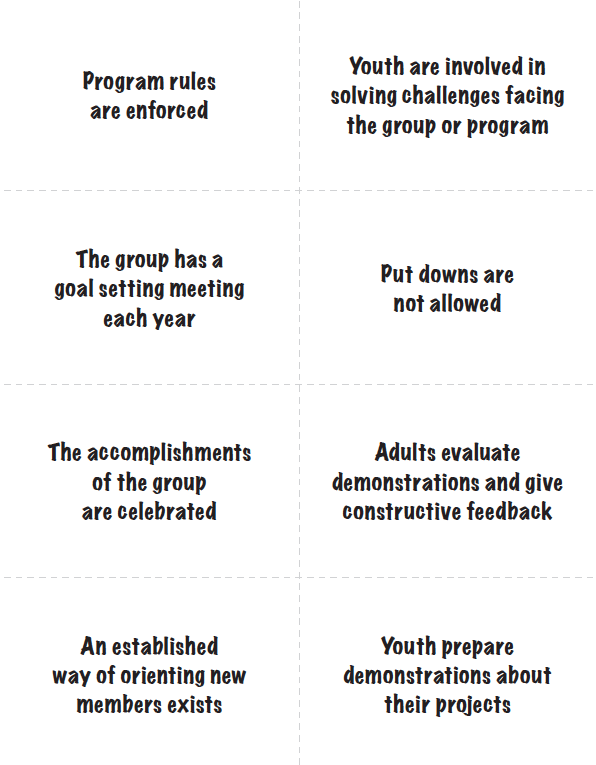 Program rules
are enforced
Youth are involved in
solving challenges facing
the group or program
The group has a
goal setting meeting
each year
Put downs are
not allowed
The accomplishments
of the group
are celebrated
Adults evaluate
demonstrations and give
constructive feedback
An established
way of orienting new
members exists
Youth prepare
demonstrations about
their projects